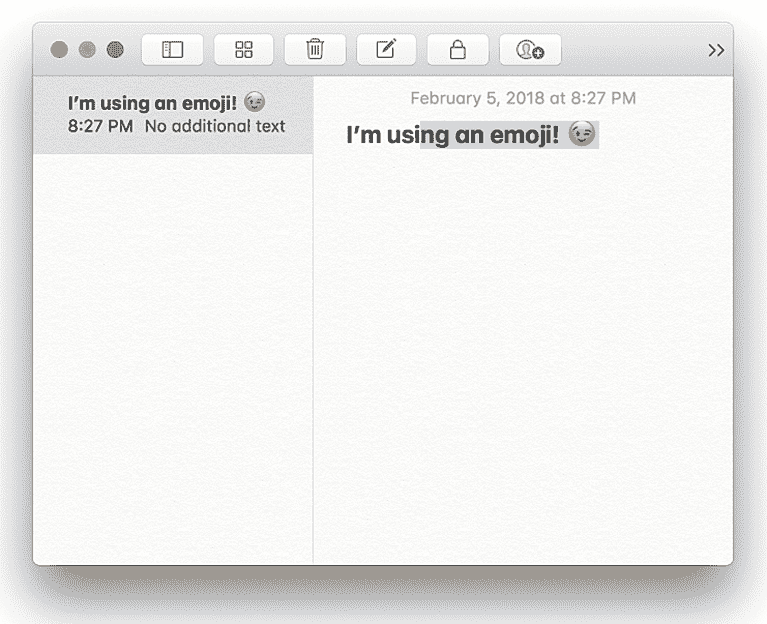 I’m using an emoji! 😉
8:27 PM No additional text
February 5, 2018 at 8:27 PM
I’m using an emoji! 😉